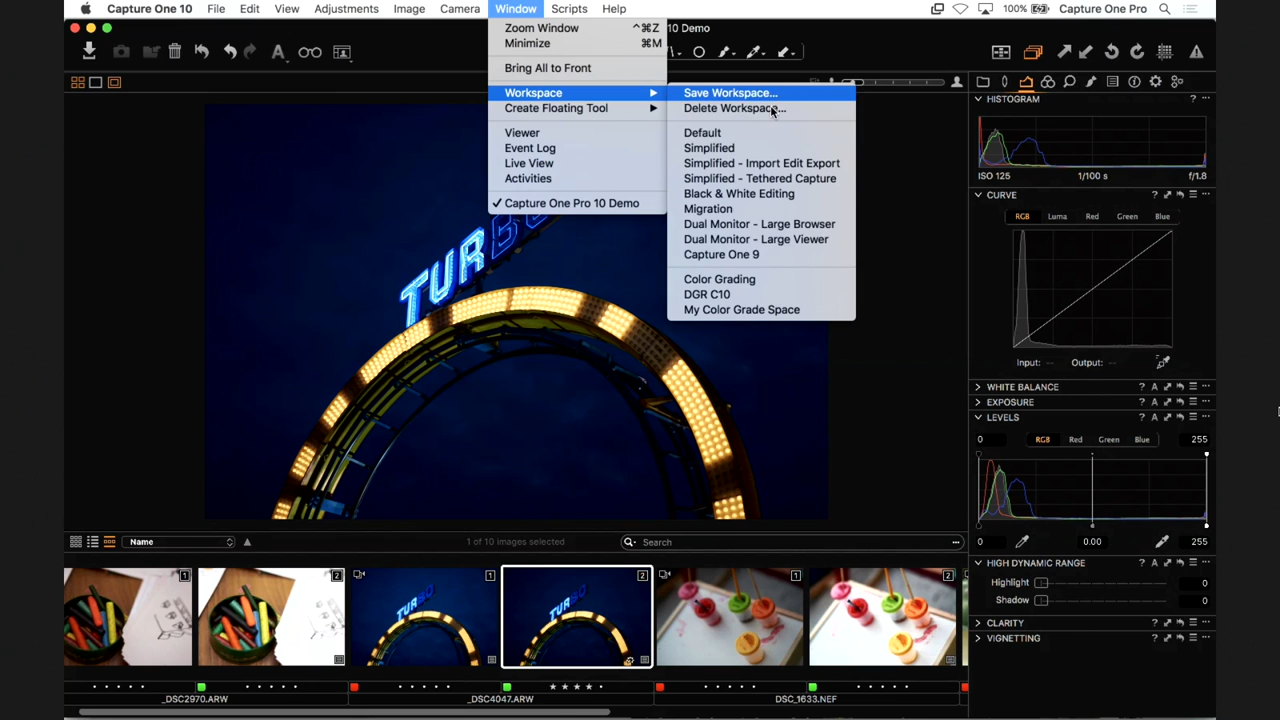 Capture One 10 File Edit View Adjustments Image Camera Window Scripts Help 100% Capture One Pro
10 Demo
Zoom Window ^⌘Z
Minimize ⌘M
Bring All to Front
Workspace
Create Floating Tool
Viewer
Event Log
Live View
Activities
✓ Capture One Pro 10 Demo
Save Workspace...
Delete Workspace...
Default
Simplified
Simplified - Import Edit Export
Simplified - Tethered Capture
Black & White Editing
Migration
Dual Monitor - Large Browser
Dual Monitor - Large Viewer
Capture One 9
Color Grading
DGR C10
My Color Grade Space
TURBO
HISTOGRAM ? ...
ISO 125 1/100 s f/1.8
CURVE ? ...
RGB Luma Red Green Blue
Input: -- Output: --
WHITE BALANCE ? A ...
EXPOSURE ? A ...
LEVELS ? A ...
0 RGB Red Green Blue 255
0 0.00 255
HIGH DYNAMIC RANGE ? A ...
Highlight 0
Shadow 0
CLARITY ? ...
VIGNETTING ? ...
Name 1 of 10 images selected Search ...
1 2 1 2 1 2
TURBO TURBO
_DSC2970.ARW _DSC4047.ARW DSC_1633.NEF